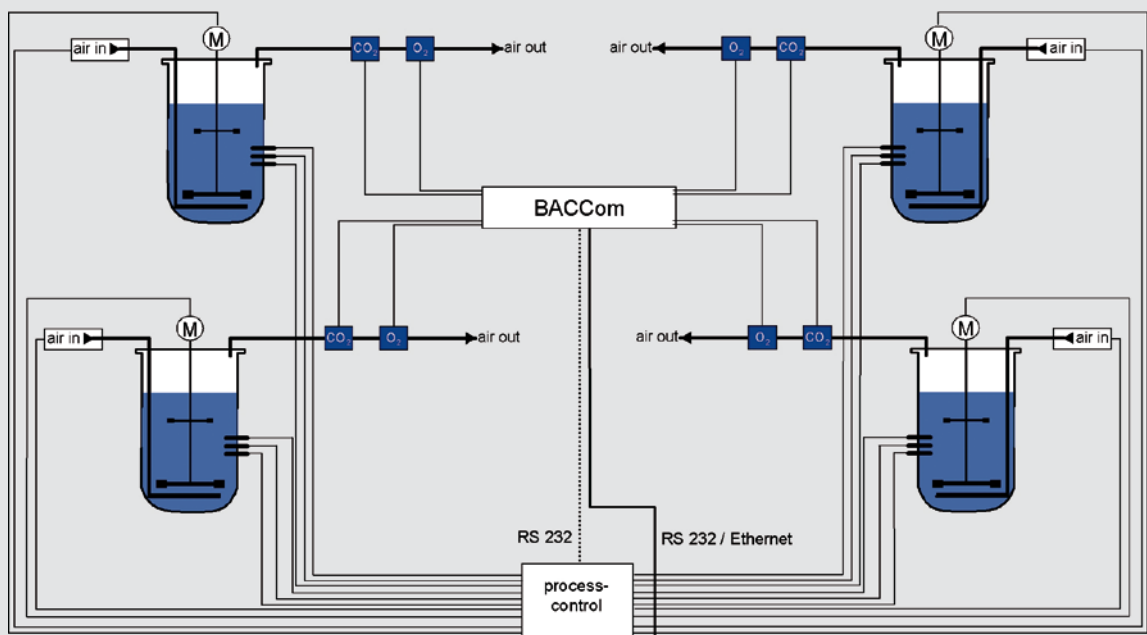 M
air in
CO₂
O₂
air out
air out
O₂
CO₂
M
air in
BACCom
M
air in
CO₂
O₂
air out
air out
O₂
CO₂
M
air in
RS 232
RS 232 / Ethernet
process-
control